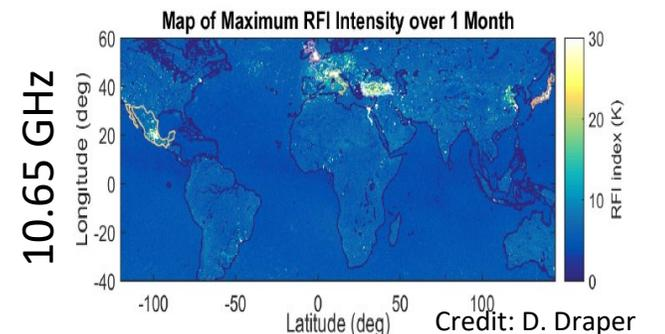 Map of Maximum RFI Intensity over 1 Month
10.65 GHz
Longitude (deg)
60
40
20
0
-20
-40
-100
-50
0
50
100
Latitude (deg)
30
20
10
0
RFI index (K)
Credit: D. Draper